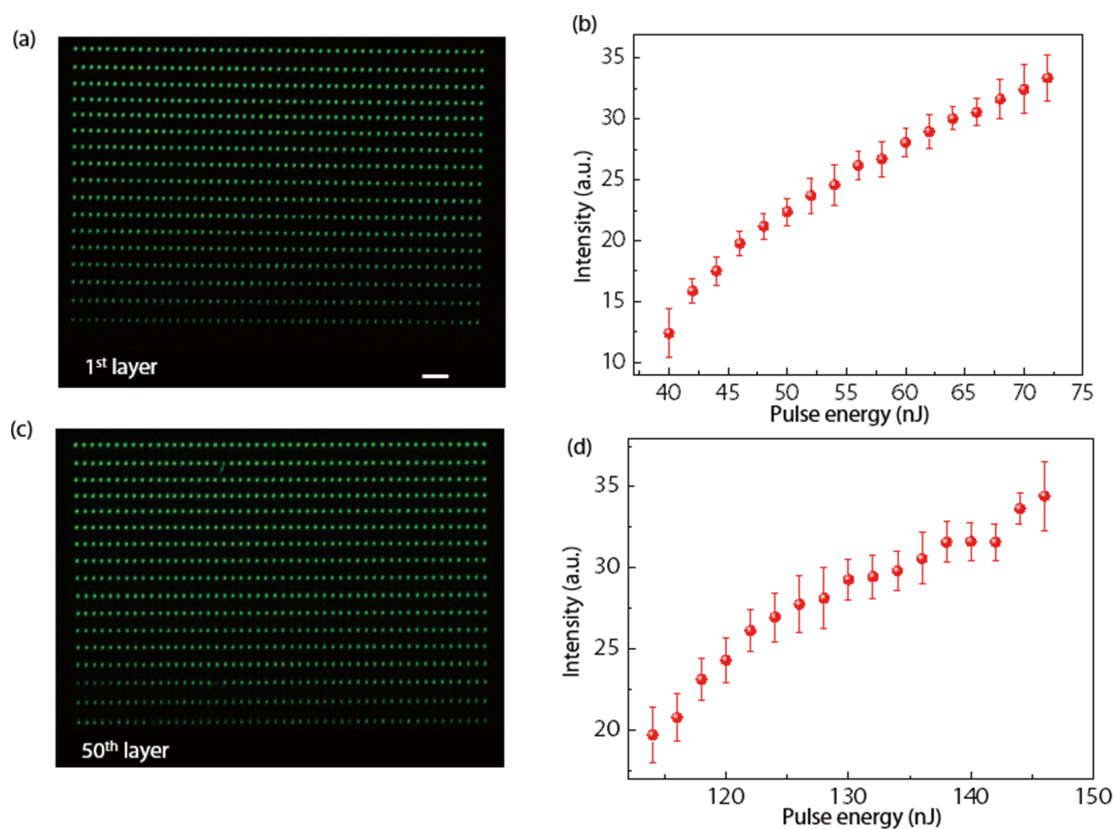 (a)
1st layer
(b)
Intensity (a.u.)
35
30
25
20
15
10
40 45 50 55 60 65 70 75
Pulse energy (nJ)
(c)
50th layer
(d)
Intensity (a.u.)
35
30
25
20
120 130 140 150
Pulse energy (nJ)